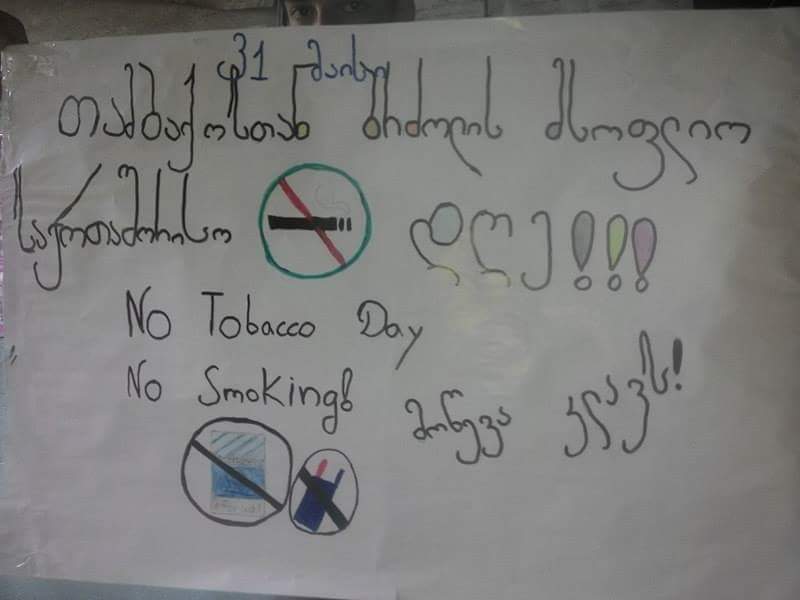 31 მაისი
თამბაქოსთან ბრძოლის მსოფლიო
საერთაშორისო დღე!!!
No Tobacco Day
No Smoking!
მოწევა კლავს!